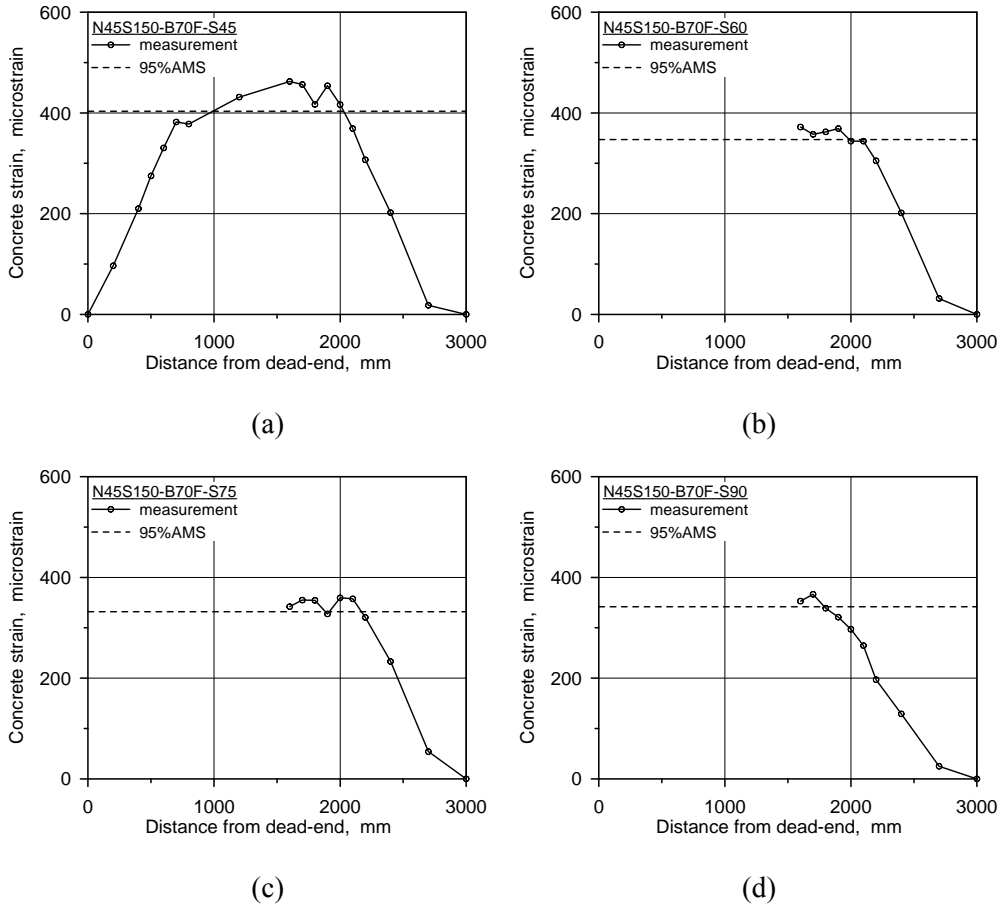 N45S150-B70F-S45
measurement
95%AMS
600
400
200
0
0 1000 2000 3000
Concrete strain, microstrain
Distance from dead-end, mm
(a)
N45S150-B70F-S60
measurement
95%AMS
600
400
200
0
0 1000 2000 3000
Concrete strain, microstrain
Distance from dead-end, mm
(b)
N45S150-B70F-S75
measurement
95%AMS
600
400
200
0
0 1000 2000 3000
Concrete strain, microstrain
Distance from dead-end, mm
(c)
N45S150-B70F-S90
measurement
95%AMS
600
400
200
0
0 1000 2000 3000
Concrete strain, microstrain
Distance from dead-end, mm
(d)